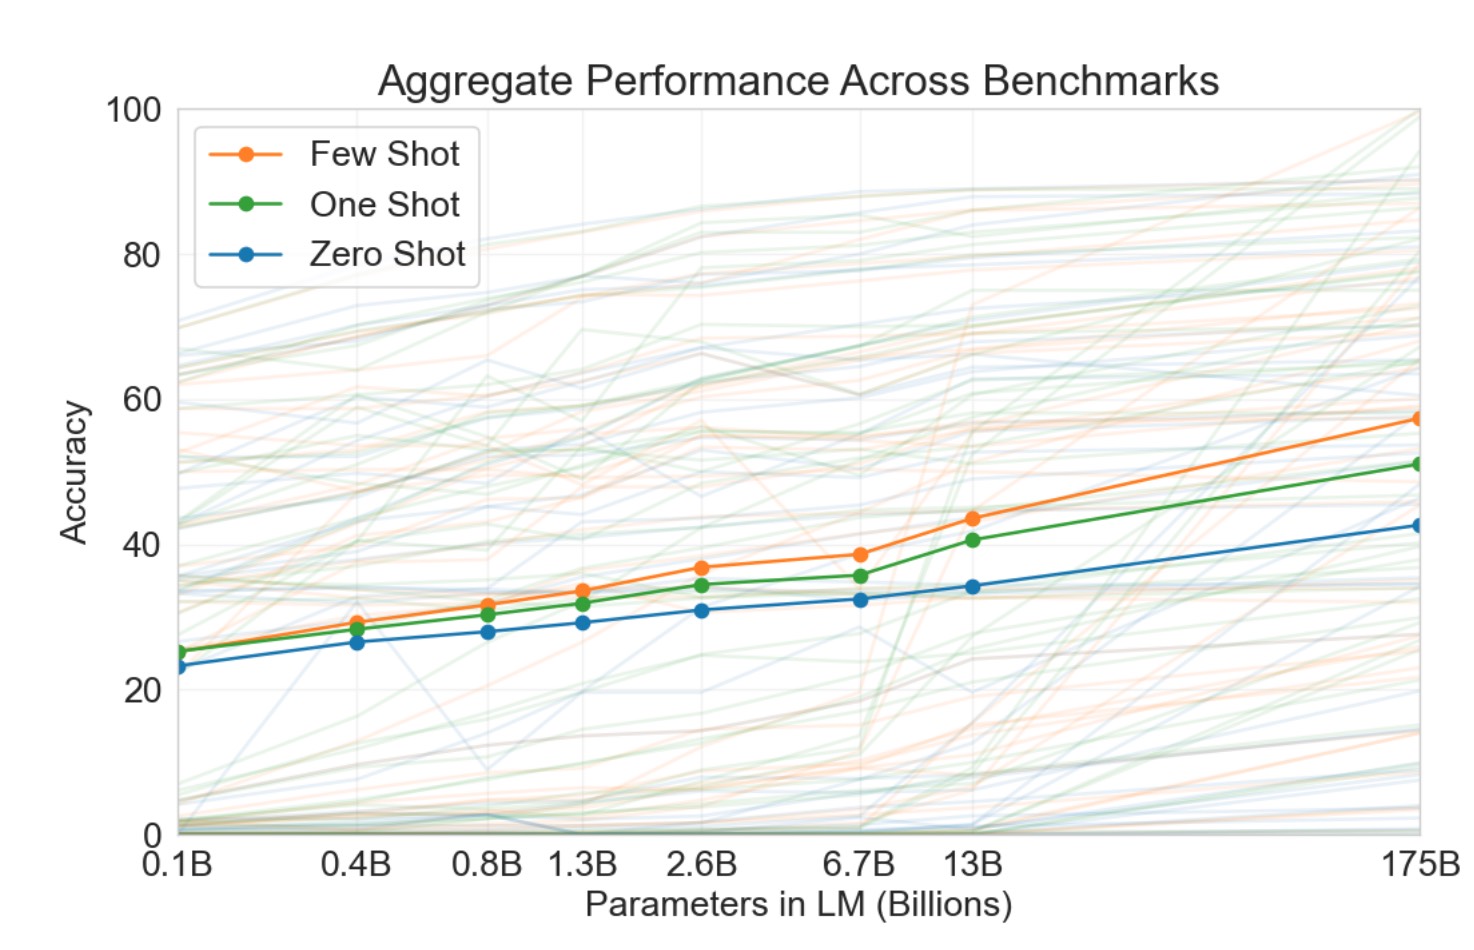 Aggregate Performance Across Benchmarks
100
80
60
40
20
0
Accuracy
Few Shot
One Shot
Zero Shot
0.1B 0.4B 0.8B 1.3B 2.6B 6.7B 13B 175B
Parameters in LM (Billions)